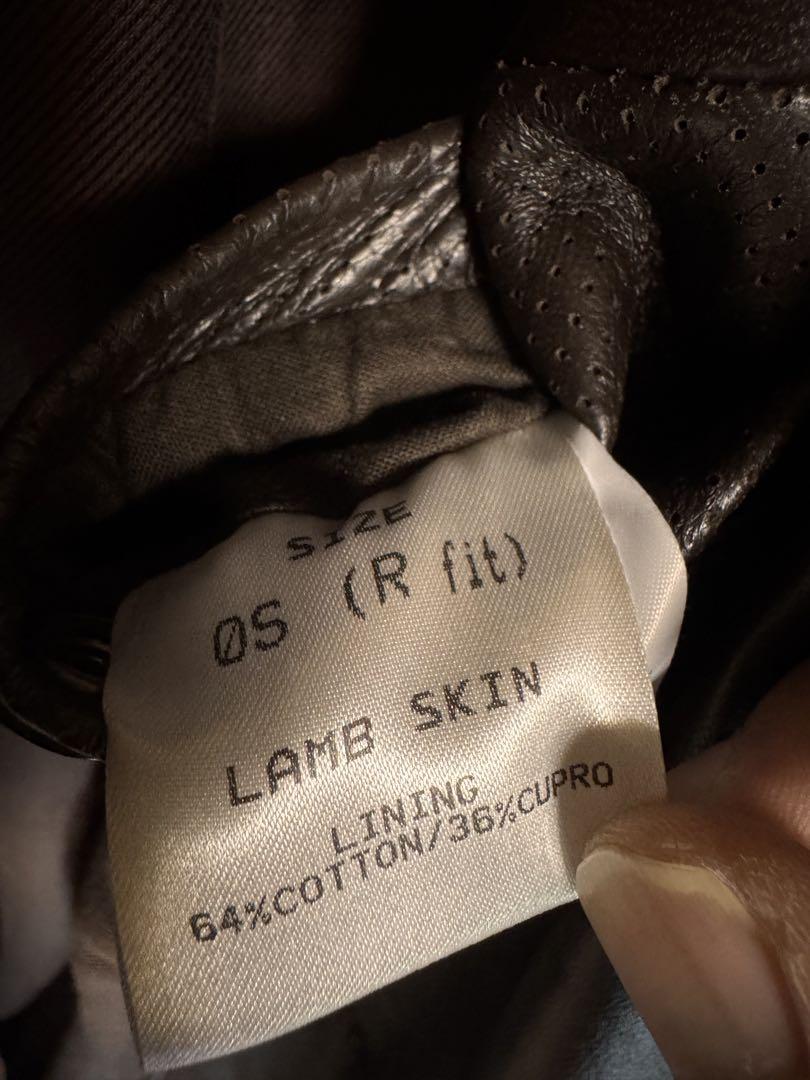 SIZE
0S (R fit)
LAMB SKIN
LINING
64%COTTON/36%CUPRO